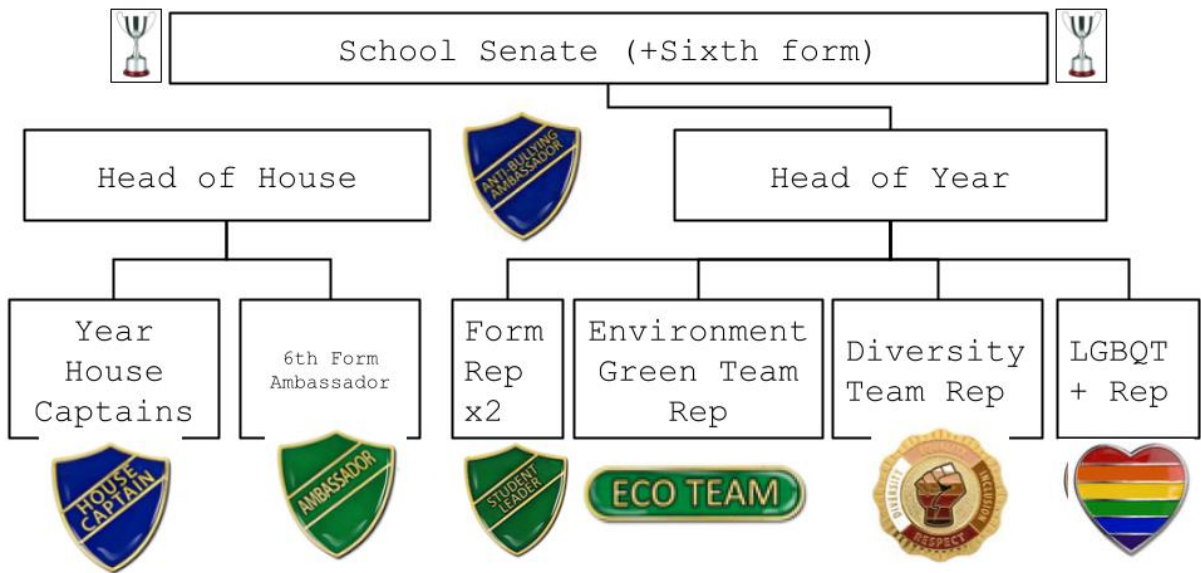 School Senate (+Sixth form)
Head of House
ANTI-BULLYING
AMBASSADOR
Head of Year
Year
House
Captains
6th Form
Ambassador
Form
Rep
x2
Environment
Green Team
Rep
Diversity
Team Rep
LGBQT
+ Rep
HOUSE
CAPTAIN
AMBASSADOR
STUDENT
LEADER
ECO TEAM
DIVERSITY
EQUALITY
INCLUSION
RESPECT